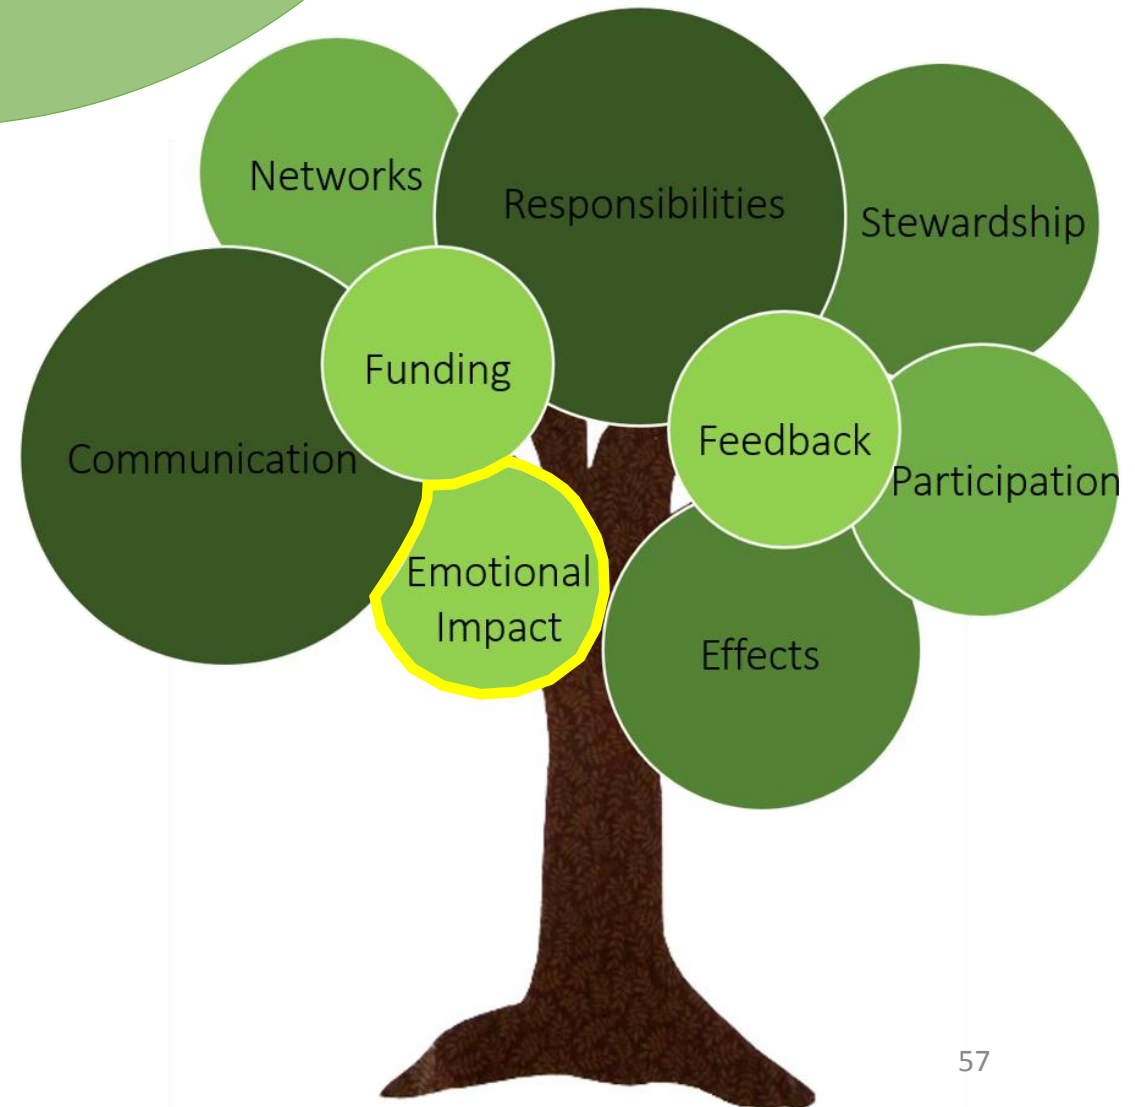 Networks
Responsibilities
Stewardship
Funding
Feedback
Communication
Participation
Emotional
Impact
Effects
57